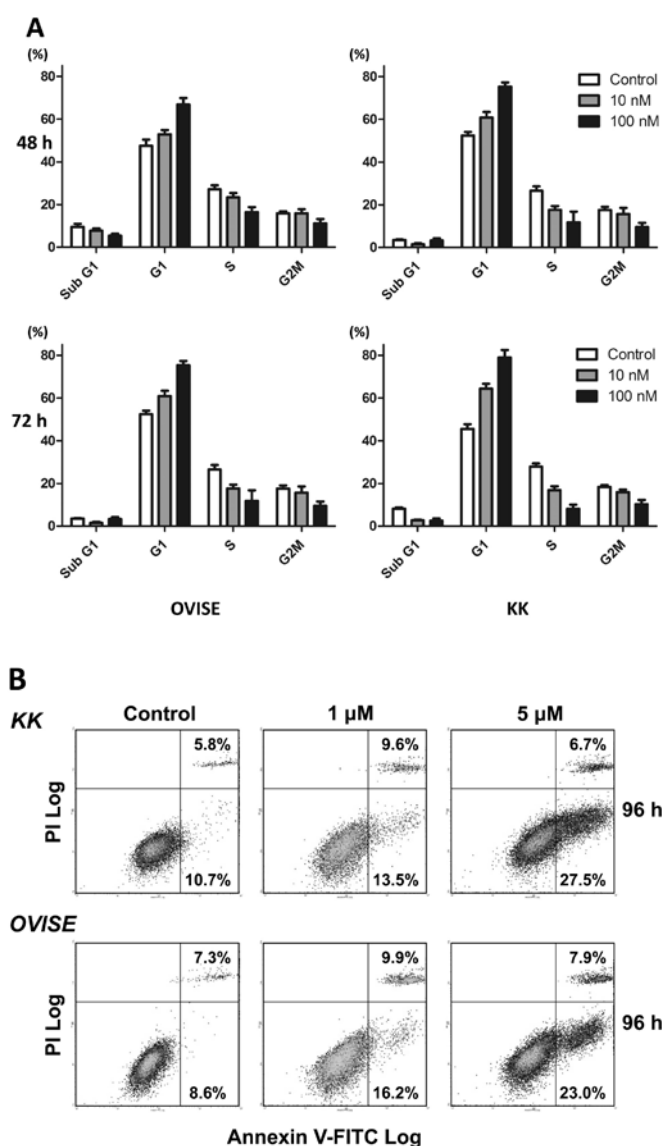 A
(%)
80
60
40
20
0
48 h
Sub G1
G1
S
G2M
(%)
80
60
40
20
0
Sub G1
G1
S
G2M
Control
10 nM
100 nM
(%)
80
60
40
20
0
72 h
Sub G1
G1
S
G2M
(%)
80
60
40
20
0
Sub G1
G1
S
G2M
Control
10 nM
100 nM
OVISE
KK
B
KK
Control
1 µM
5 µM
PI Log
5.8%
10.7%
9.6%
13.5%
6.7%
27.5%
96 h
OVISE
PI Log
7.3%
8.6%
9.9%
16.2%
7.9%
23.0%
96 h
Annexin V-FITC Log